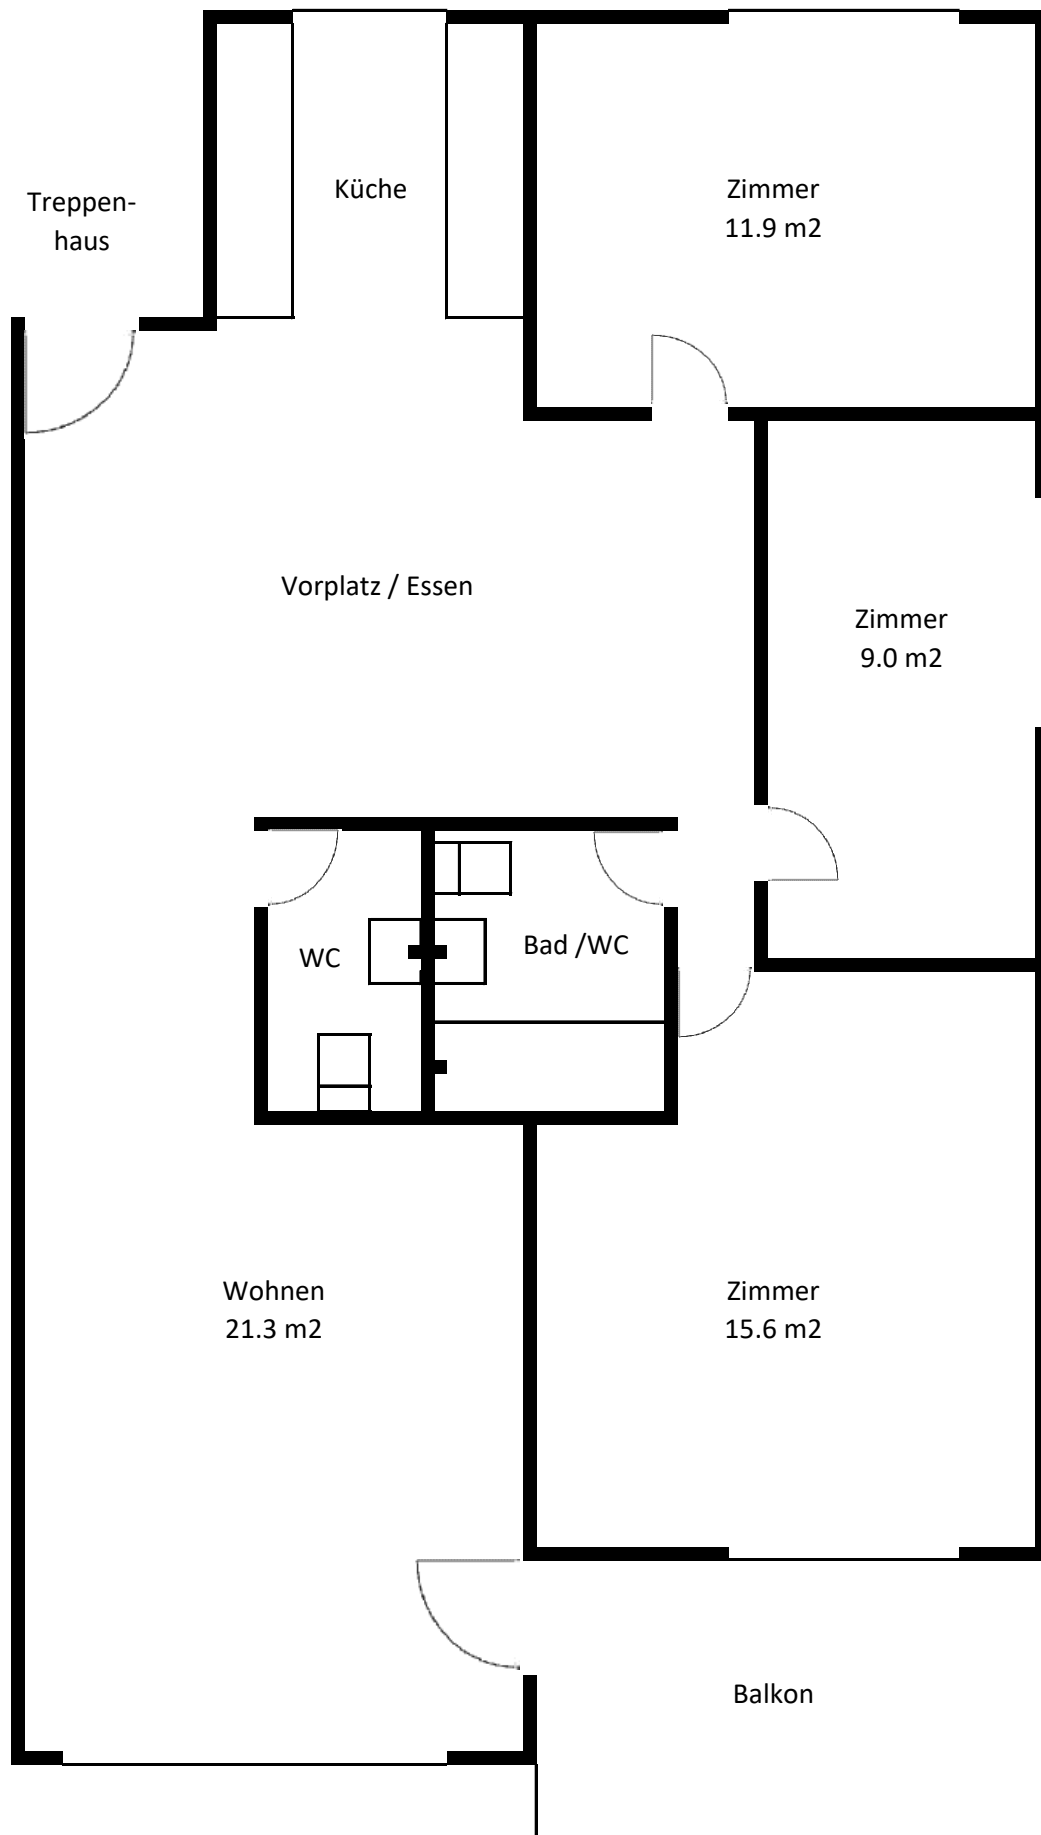 Küche
Zimmer
11.9 m2
Treppen-
haus
Vorplatz / Essen
Zimmer
9.0 m2
WC
Bad /WC
Wohnen
21.3 m2
Zimmer
15.6 m2
Balkon